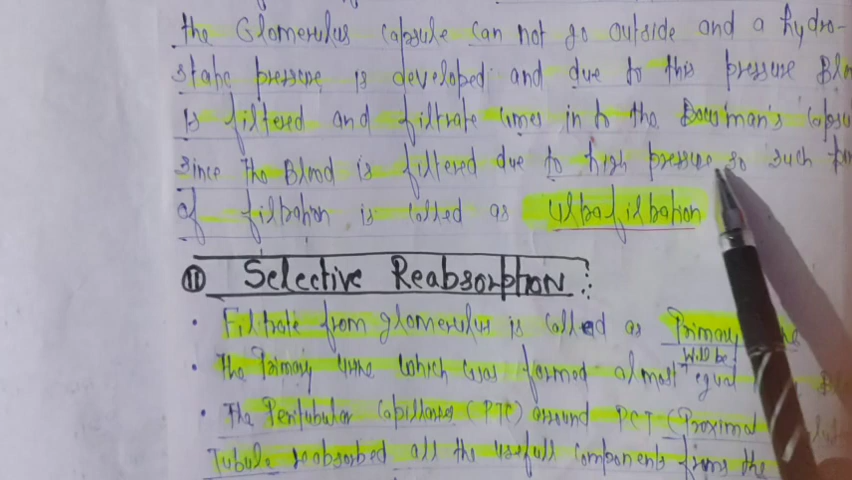 the Glomerulus capsule can not go outside and a hydro-
static pressure is developed and due to this pressure Blo
is filtered and filtrate comes in to the Bowman's capsu
since the Blood is filtered due to high pressure so such
of filtration is called as ultrafiltration
(II) Selective Reabsorption :
• Filtrate from glomerulus is called as Primary
will be
• The Primary urine which was formed almost equal
• The Peritubular capillaries (PTC) around PCT (Proximal
Tubule reabsorbed all the usefull components from the